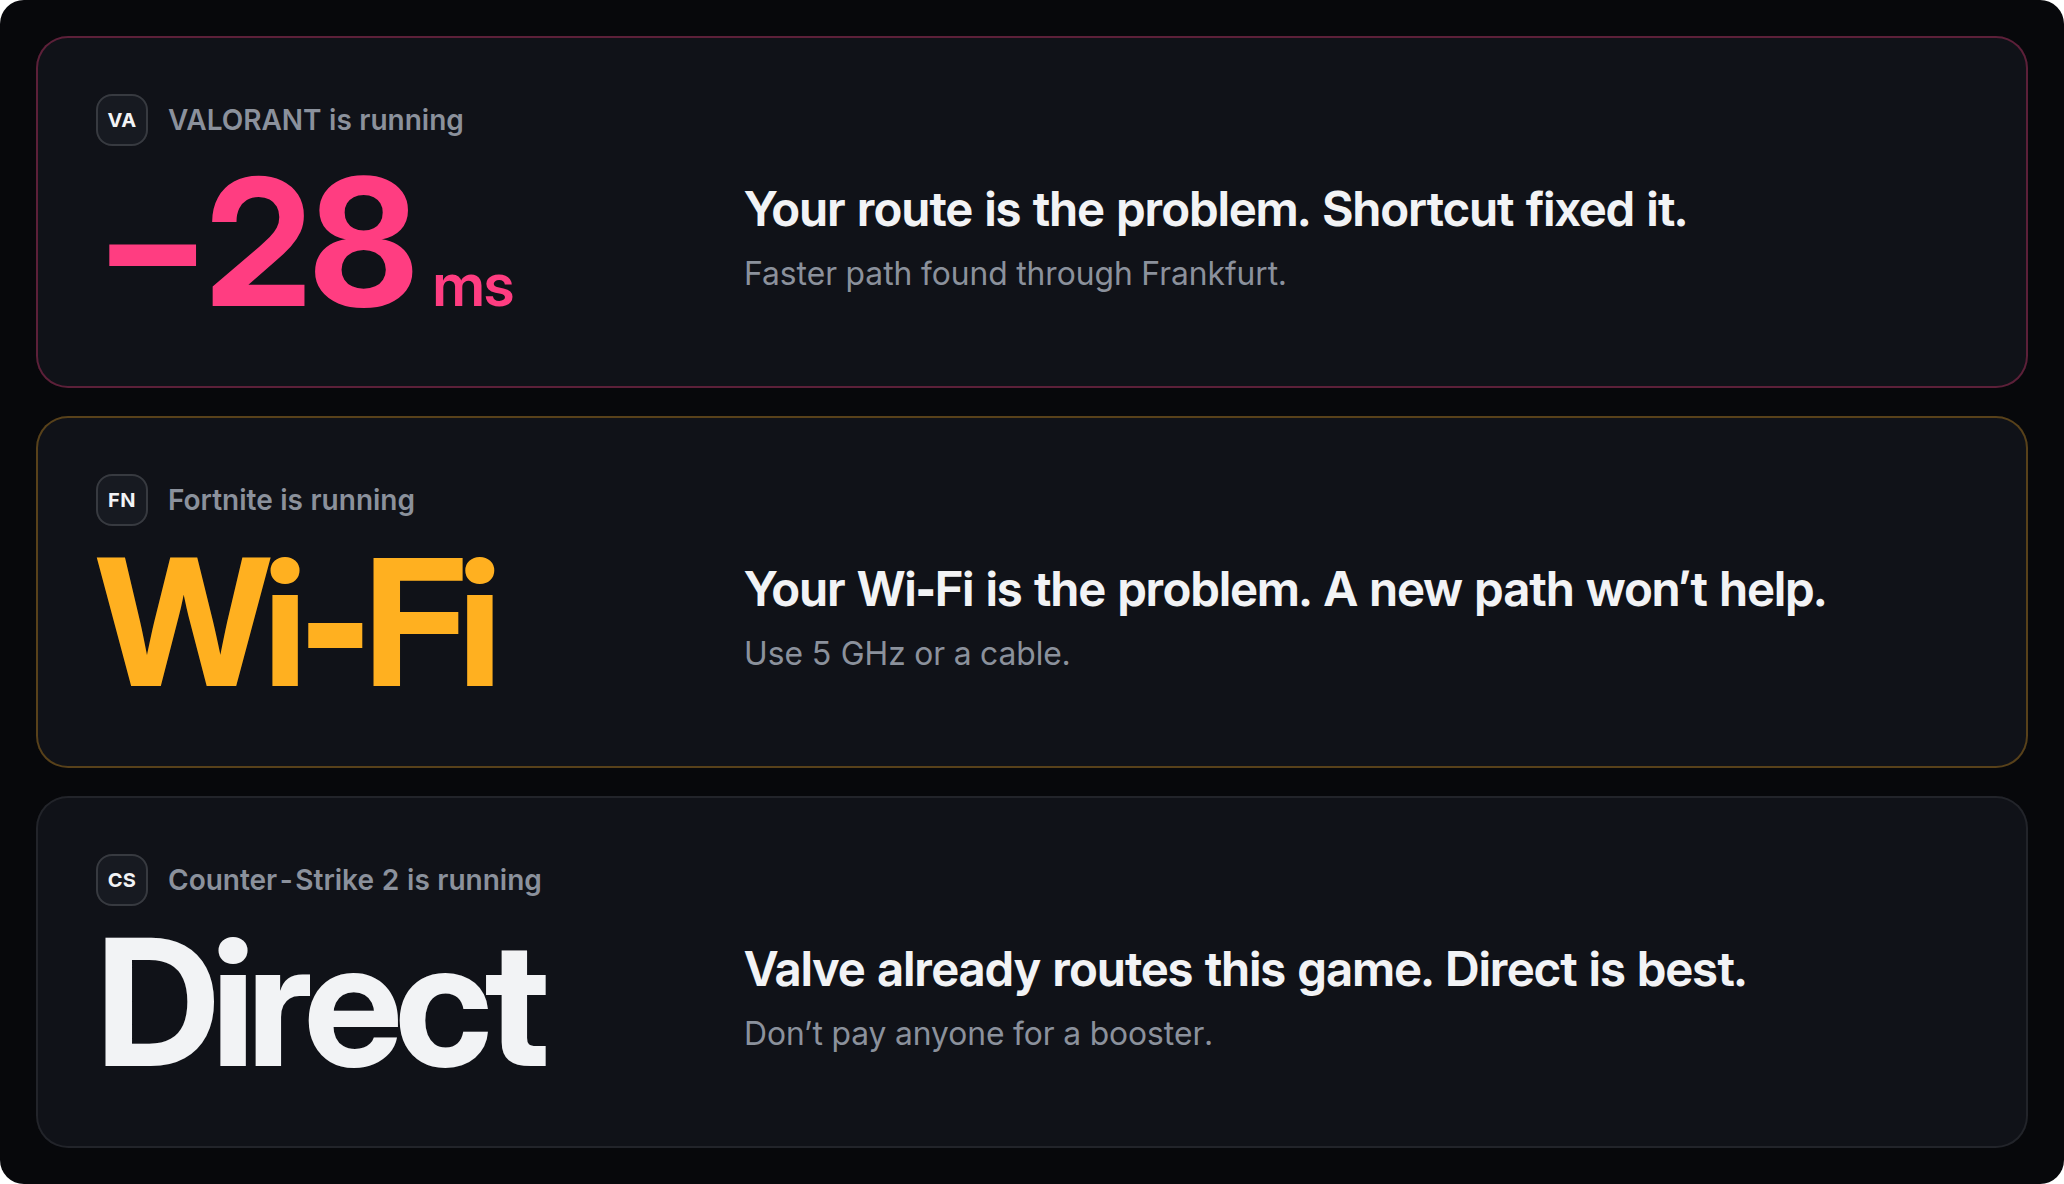 VA VALORANT is running
-28 ms
Your route is the problem. Shortcut fixed it.
Faster path found through Frankfurt.
FN Fortnite is running
Wi-Fi
Your Wi-Fi is the problem. A new path won’t help.
Use 5 GHz or a cable.
CS Counter-Strike 2 is running
Direct
Valve already routes this game. Direct is best.
Don’t pay anyone for a booster.